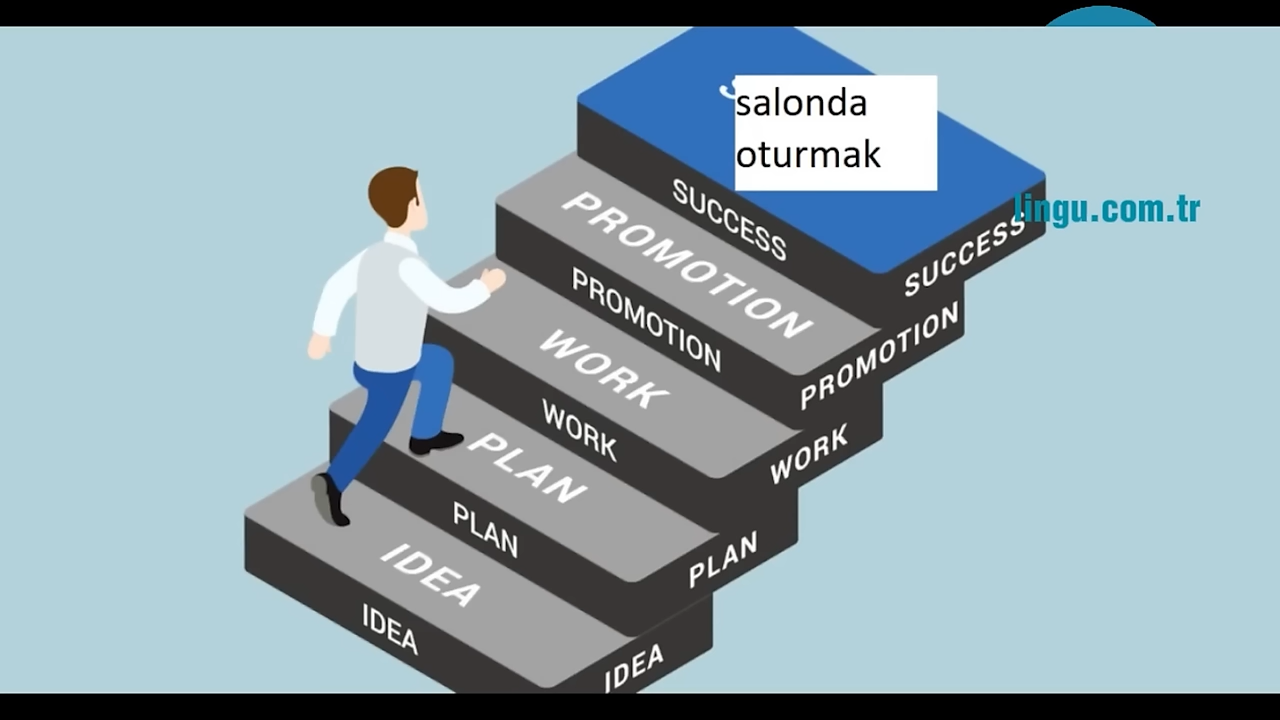 salonda
oturmak
lingu.com.tr
SUCCESS
SUCCESS
PROMOTION
PROMOTION
PROMOTION
WORK
WORK
WORK
PLAN
PLAN
PLAN
IDEA
IDEA
IDEA